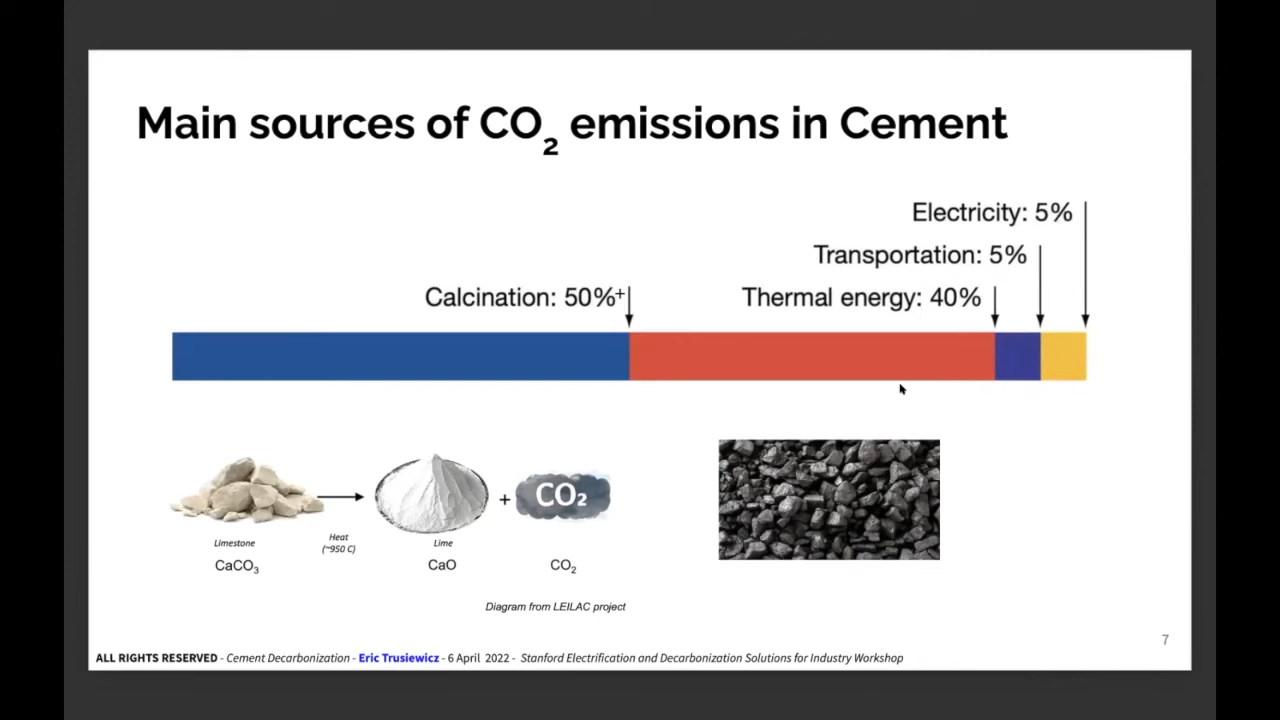 Main sources of CO₂ emissions in Cement
Electricity: 5%
Transportation: 5%
Calcination: 50%⁺
Thermal energy: 40%
CO₂
+
Limestone
Heat
(~950 C)
Lime
CaCO₃
CaO
CO₂
Diagram from LEILAC project
7
ALL RIGHTS RESERVED - Cement Decarbonization - Eric Trusiewicz - 6 April 2022 - Stanford Electrification and Decarbonization Solutions for Industry Workshop